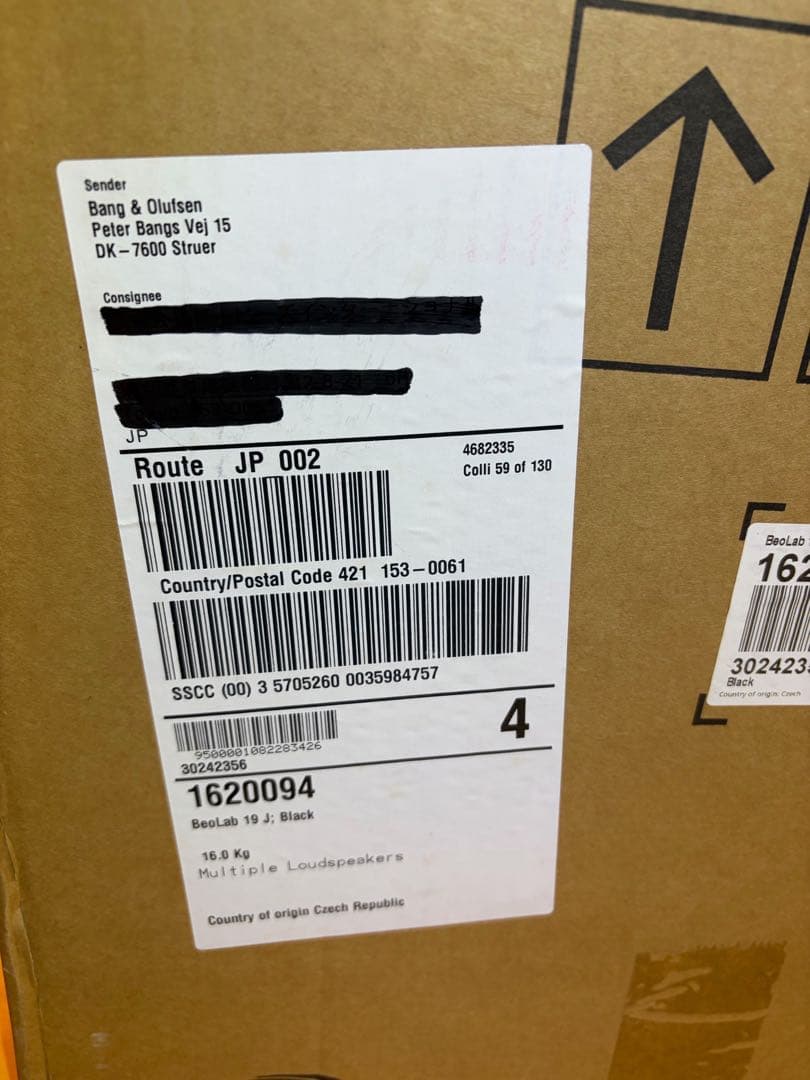 Sender
Bang & Olufsen
Peter Bangs Vej 15
DK-7600 Struer
Consignee
JP
Route JP 002
4682335
Colli 59 of 130
Country/Postal Code 421 153-0061
SSCC (00) 3 5705260 0035984757
4
9500001082283426
30242356
1620094
BeoLab 19 J; Black
16.0 Kg
Multiple Loudspeakers
Country of origin Czech Republic
BeoLab
162
302423
Black
Country of origin: Czech